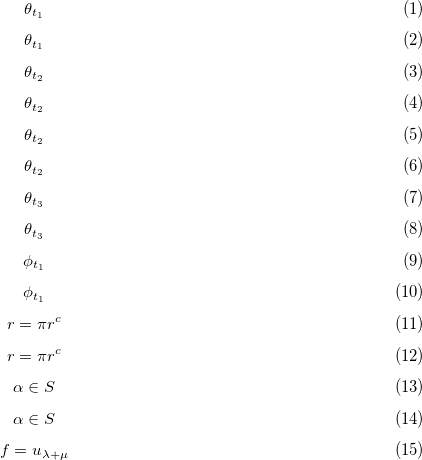 θ_{t_1} (1)
θ_{t_1} (2)
θ_{t_2} (3)
θ_{t_2} (4)
θ_{t_2} (5)
θ_{t_2} (6)
θ_{t_3} (7)
θ_{t_3} (8)
ϕ_{t_1} (9)
ϕ_{t_1} (10)
r = πr^c (11)
r = πr^c (12)
α ∈ S (13)
α ∈ S (14)
f = u_{λ+μ} (15)